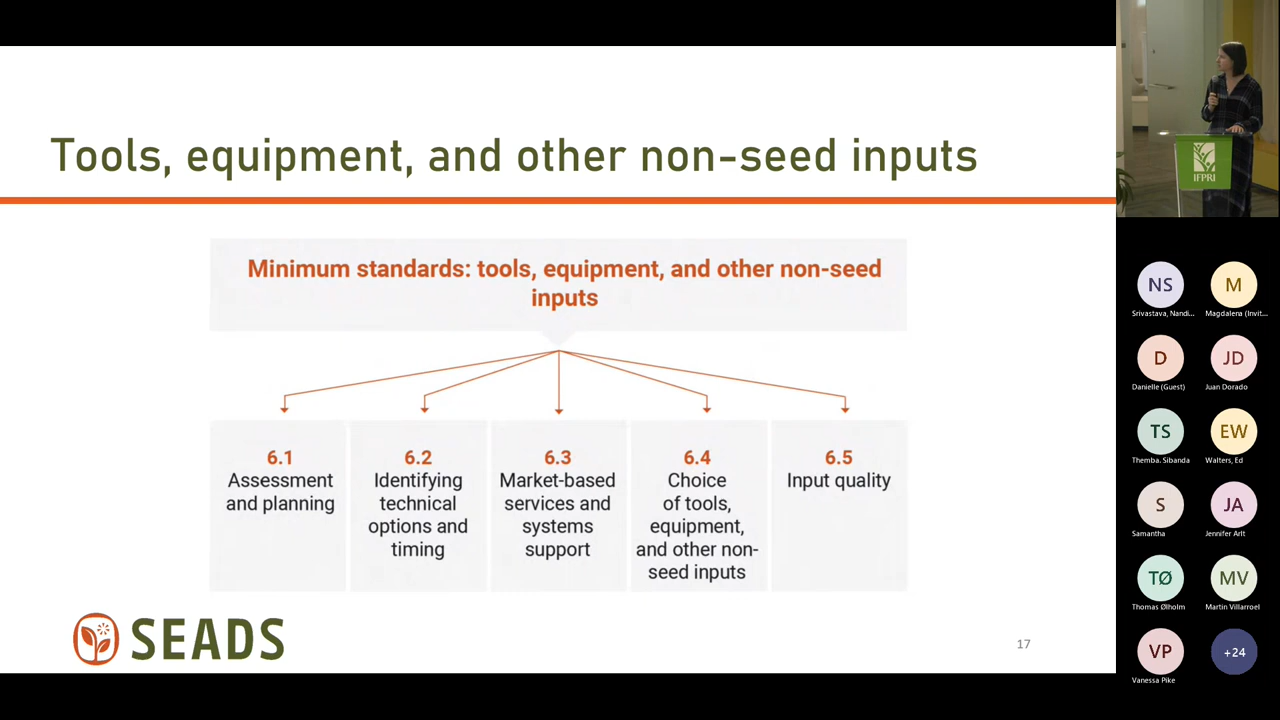 Tools, equipment, and other non-seed inputs
Minimum standards: tools, equipment, and other non-seed
inputs
6.1
Assessment
and planning
6.2
Identifying
technical
options and
timing
6.3
Market-based
services and
systems
support
6.4
Choice
of tools,
equipment,
and other non-
seed inputs
6.5
Input quality
SEADS
17
IFPRI
NS
Srivastava, Nandi...
M
Magdalena (Invit...
D
Danielle (Guest)
JD
Juan Dorado
TS
Themba. Sibanda
EW
Walters, Ed
S
Samantha
JA
Jennifer Arlt
TØ
Thomas Ølholm
MV
Martin Villarroel
VP
Vanessa Pike
+24